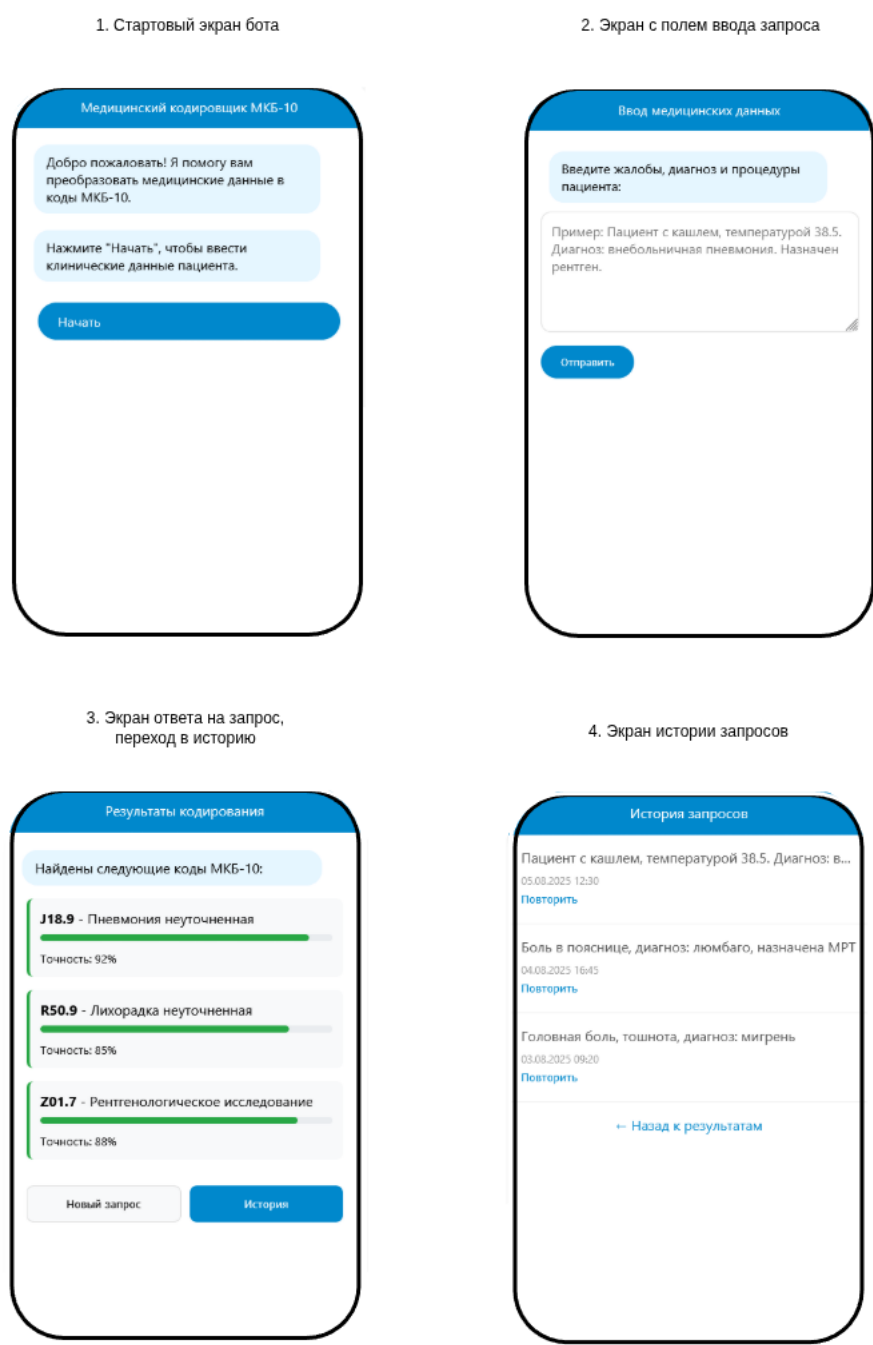 1. Стартовый экран бота
2. Экран с полем ввода запроса
Медицинский кодировщик МКБ-10
Добро пожаловать! Я помогу вам
преобразовать медицинские данные в
коды МКБ-10.
Нажмите "Начать", чтобы ввести
клинические данные пациента.
Начать
Ввод медицинских данных
Введите жалобы, диагноз и процедуры
пациента:
Пример: Пациент с кашлем, температурой 38.5.
Диагноз: внебольничная пневмония. Назначен
рентген.
Отправить
3. Экран ответа на запрос,
переход в историю
4. Экран истории запросов
Результаты кодирования
Найдены следующие коды МКБ-10:
J18.9 - Пневмония неуточненная
Точность: 92%
R50.9 - Лихорадка неуточненная
Точность: 85%
Z01.7 - Рентгенологическое исследование
Точность: 88%
Новый запрос
История
История запросов
Пациент с кашлем, температурой 38.5. Диагноз: в...
05.08.2025 12:30
Повторить
Боль в пояснице, диагноз: люмбаго, назначена МРТ
04.08.2025 16:45
Повторить
Головная боль, тошнота, диагноз: мигрень
03.08.2025 09:20
Повторить
← Назад к результатам